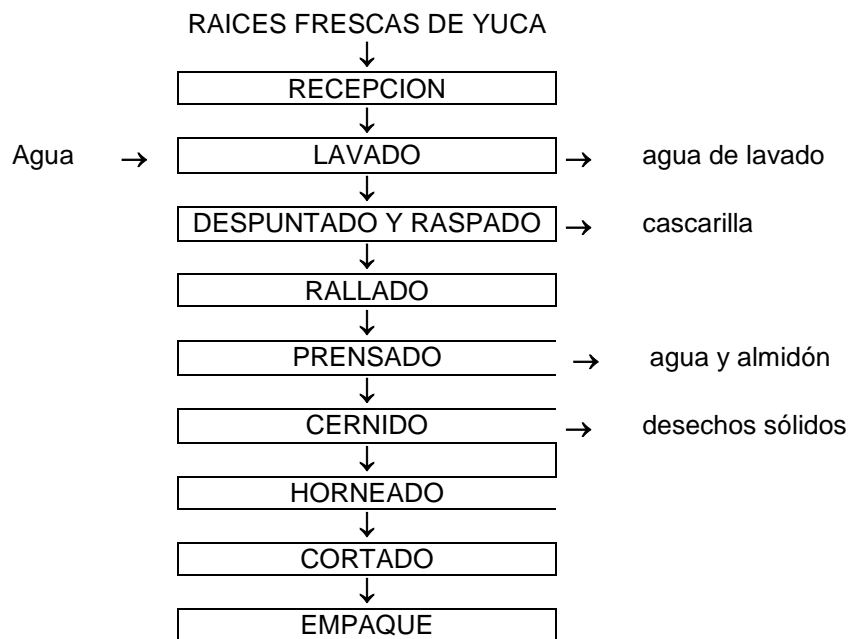 RAICES FRESCAS DE YUCA
↓
RECEPCION
↓
Agua → LAVADO → agua de lavado
↓
DESPUNTADO Y RASPADO → cascarilla
↓
RALLADO
↓
PRENSADO → agua y almidón
↓
CERNIDO → desechos sólidos
↓
HORNEADO
↓
CORTADO
↓
EMPAQUE